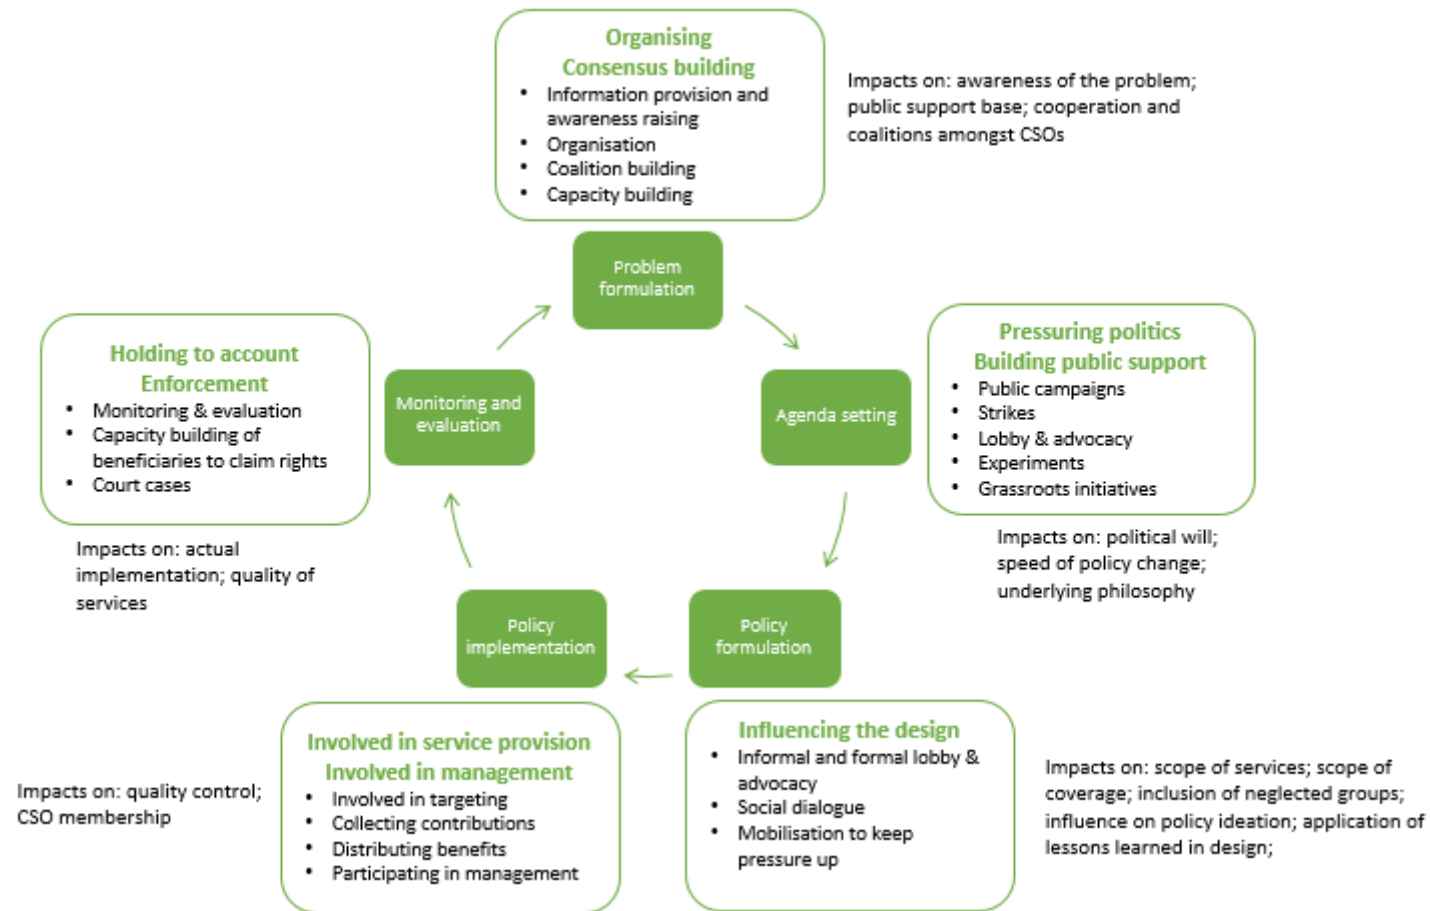 Organising
Consensus building
• Information provision and
awareness raising
• Organisation
• Coalition building
• Capacity building
Impacts on: awareness of the problem;
public support base; cooperation and
coalitions amongst CSOs
Problem
formulation
Pressuring politics
Building public support
• Public campaigns
• Strikes
• Lobby & advocacy
• Experiments
• Grassroots initiatives
Agenda setting
Impacts on: political will;
speed of policy change;
underlying philosophy
Holding to account
Enforcement
• Monitoring & evaluation
• Capacity building of
beneficiaries to claim rights
• Court cases
Monitoring and
evaluation
Impacts on: actual
implementation; quality of
services
Policy
implementation
Policy
formulation
Involved in service provision
Involved in management
• Involved in targeting
• Collecting contributions
• Distributing benefits
• Participating in management
Impacts on: quality control;
CSO membership
Influencing the design
• Informal and formal lobby &
advocacy
• Social dialogue
• Mobilisation to keep
pressure up
Impacts on: scope of services; scope of
coverage; inclusion of neglected groups;
influence on policy ideation; application of
lessons learned in design;